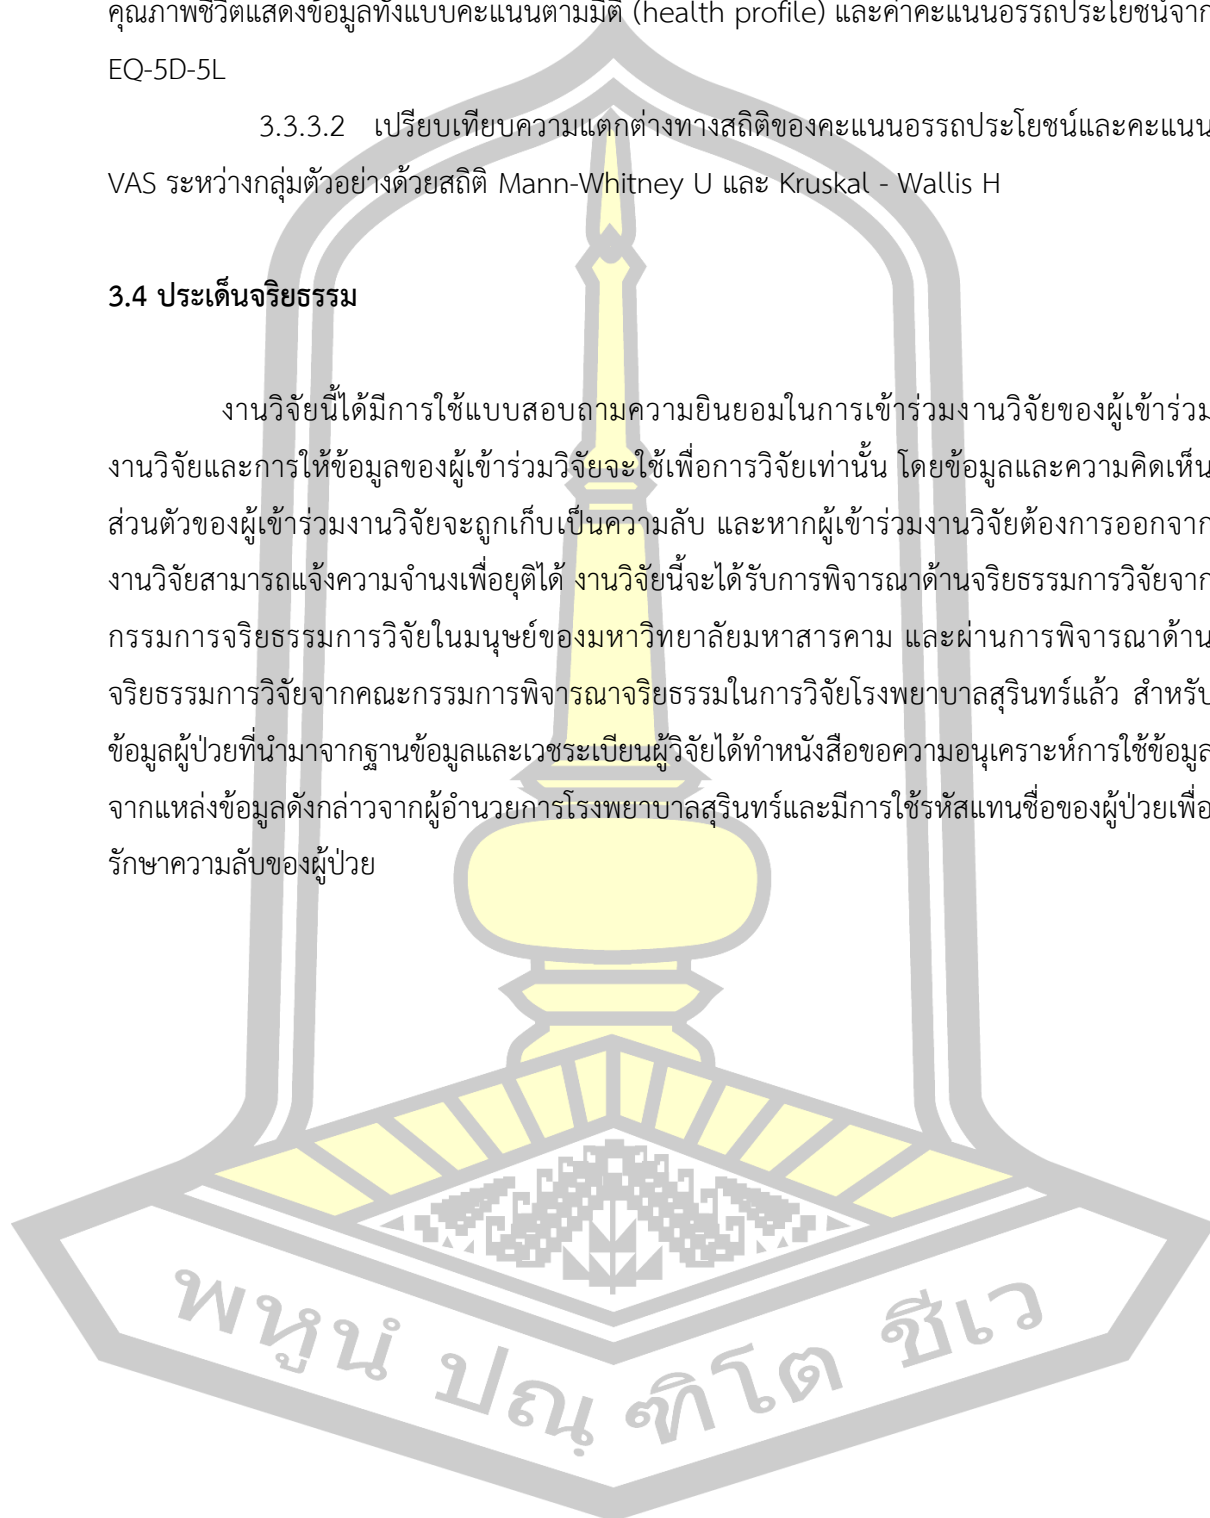 คุณภาพชีวิตแสดงข้อมูลทั้งแบบคะแนนตามมิติ (health profile) และค่าคะแนนอรรถประโยชน์จาก
EQ-5D-5L
3.3.3.2 เปรียบเทียบความแตกต่างทางสถิติของคะแนนอรรถประโยชน์และคะแนน
VAS ระหว่างกลุ่มตัวอย่างด้วยสถิติ Mann-Whitney U และ Kruskal - Wallis H
3.4 ประเด็นจริยธรรม
งานวิจัยนี้ได้มีการใช้แบบสอบถามความยินยอมในการเข้าร่วมงานวิจัยของผู้เข้าร่วม
งานวิจัยและการให้ข้อมูลของผู้เข้าร่วมวิจัยจะใช้เพื่อการวิจัยเท่านั้น โดยข้อมูลและความคิดเห็น
ส่วนตัวของผู้เข้าร่วมงานวิจัยจะถูกเก็บเป็นความลับ และหากผู้เข้าร่วมงานวิจัยต้องการออกจาก
งานวิจัยสามารถแจ้งความจำนงเพื่อยุติได้ งานวิจัยนี้จะได้รับการพิจารณาด้านจริยธรรมการวิจัยจาก
กรรมการจริยธรรมการวิจัยในมนุษย์ของมหาวิทยาลัยมหาสารคาม และผ่านการพิจารณาด้าน
จริยธรรมการวิจัยจากคณะกรรมการพิจารณาจริยธรรมในการวิจัยโรงพยาบาลสุรินทร์แล้ว สำหรับ
ข้อมูลผู้ป่วยที่นำมาจากฐานข้อมูลและเวชระเบียนผู้วิจัยได้ทำหนังสือขอความอนุเคราะห์การใช้ข้อมูล
จากแหล่งข้อมูลดังกล่าวจากผู้อำนวยการโรงพยาบาลสุรินทร์และมีการใช้รหัสแทนชื่อของผู้ป่วยเพื่อ
รักษาความลับของผู้ป่วย
พหูนํ ปณฺฑิโต ชีเว